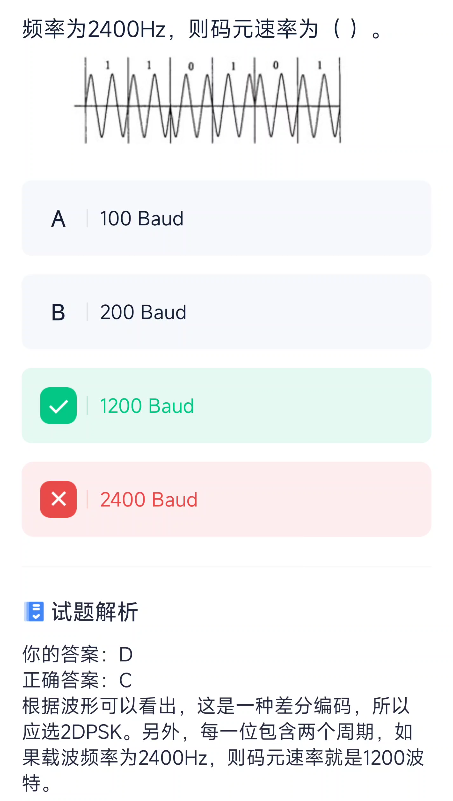 频率为2400Hz，则码元速率为（ ）。
1 1 0 1 0 1
A 100 Baud
B 200 Baud
1200 Baud
2400 Baud
试题解析
你的答案：D
正确答案：C
根据波形可以看出，这是一种差分编码，所以
应选2DPSK。另外，每一位包含两个周期，如
果载波频率为2400Hz，则码元速率就是1200波
特。